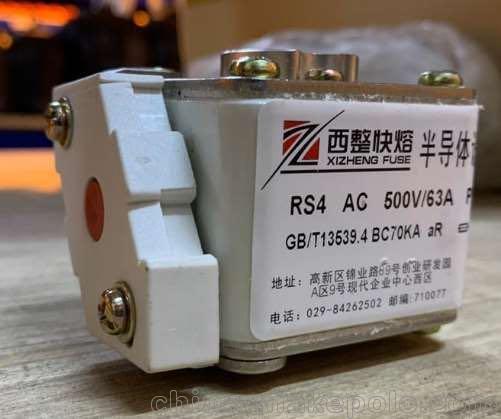 西整快熔
XIZHENG FUSE
半导体
RS4 AC 500V/63A
GB/T13539.4 BC70KA aR
地址：高新区锦业路69号创业研发园
A区9号现代企业中心西区
电话：029-84262502 邮编：710077